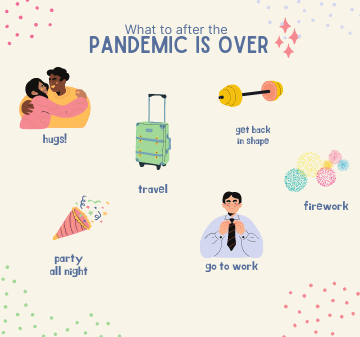 What to after the
PANDEMIC IS OVER
hugs!
travel
get back
in shape
firework
party
all night
go to work